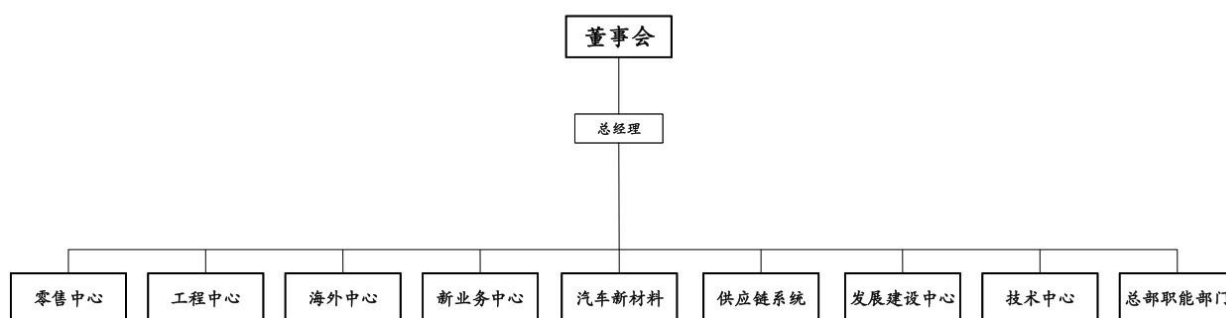 董事会
总经理
零售中心
工程中心
海外中心
新业务中心
汽车新材料
供应链系统
发展建设中心
技术中心
总部职能部门